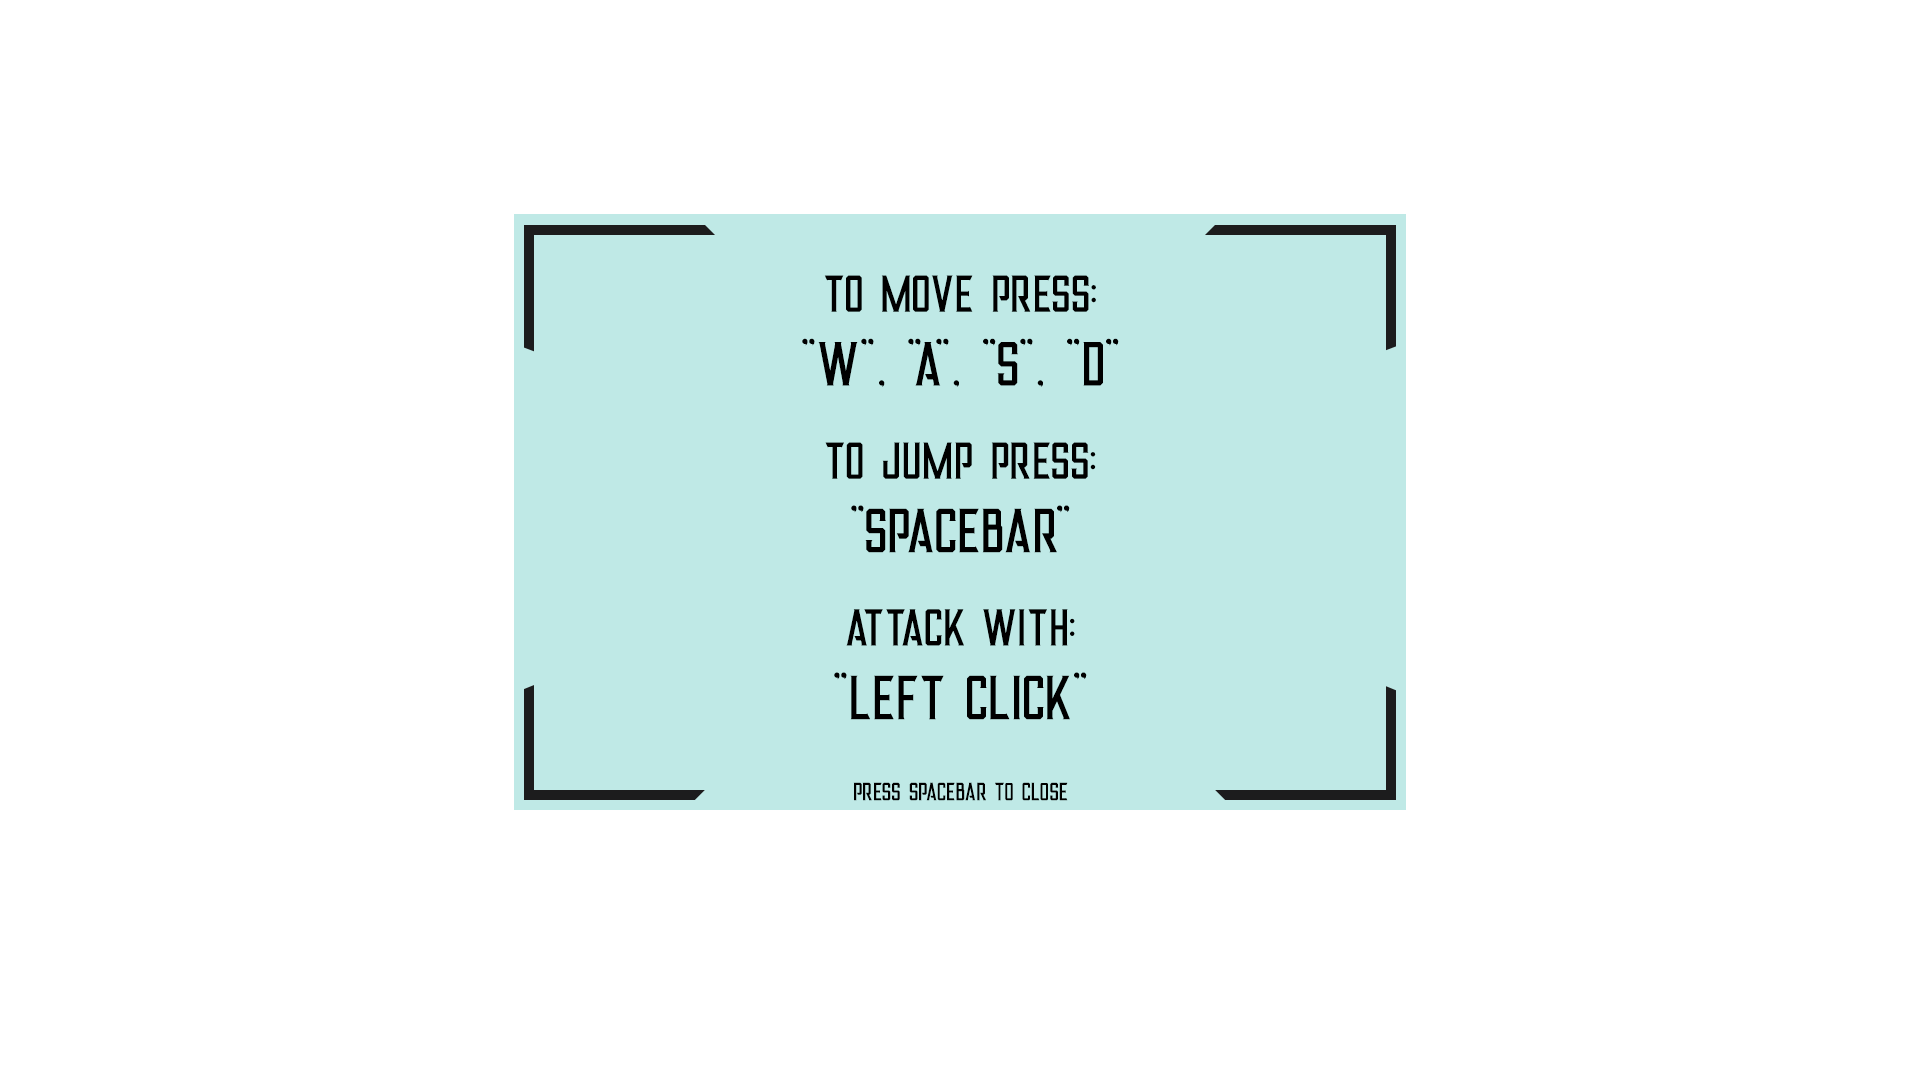 TO MOVE PRESS:
"W", "A", "S", "D"
TO JUMP PRESS:
"SPACEBAR"
ATTACK WITH:
"LEFT CLICK"
PRESS SPACEBAR TO CLOSE